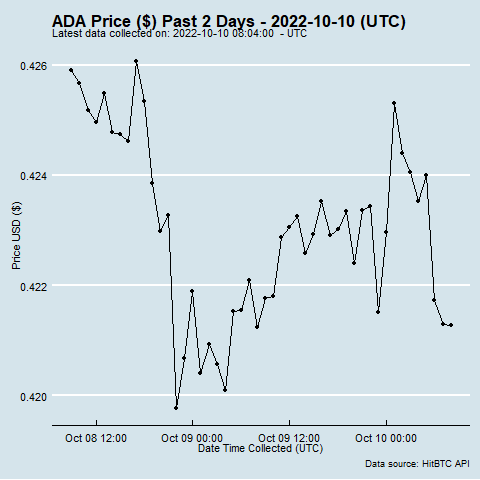 ADA Price ($) Past 2 Days - 2022-10-10 (UTC)
Latest data collected on: 2022-10-10 08:04:00  - UTC
0.426
0.424
0.422
0.420
Price USD ($)
Oct 08 12:00 Oct 09 00:00 Oct 09 12:00 Oct 10 00:00
Date Time Collected (UTC)
Data source: HitBTC API